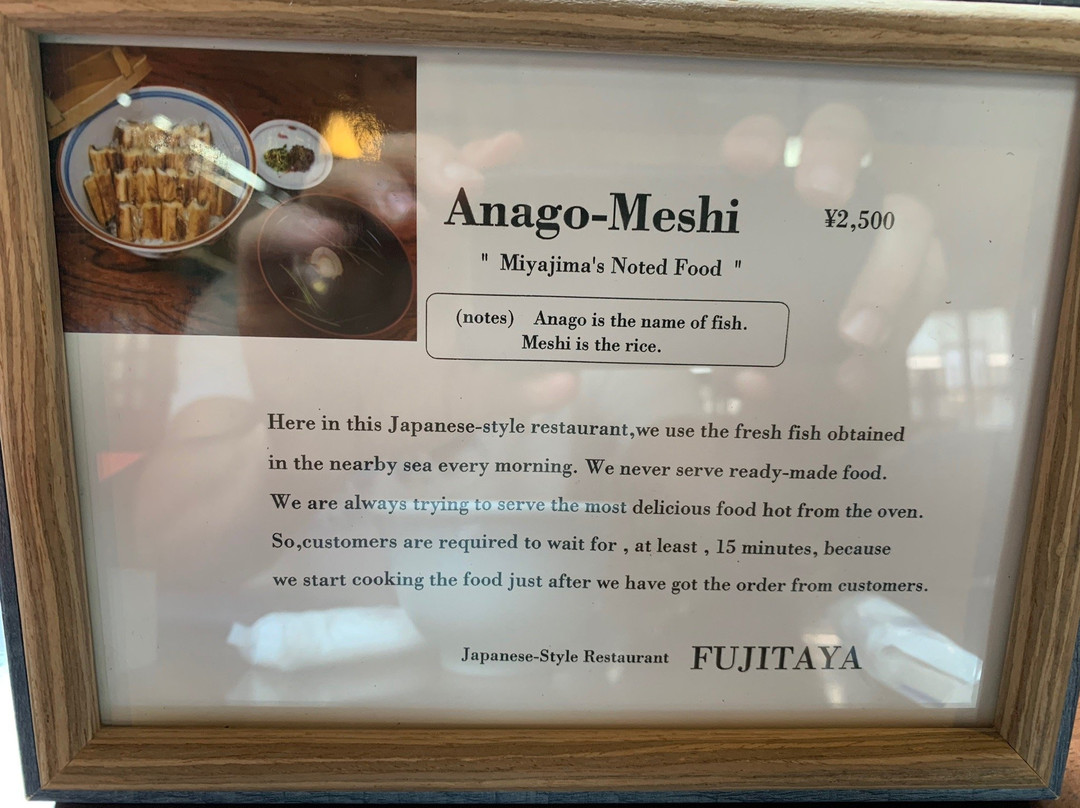 Anago-Meshi ¥2,500
" Miyajima's Noted Food "
(notes) Anago is the name of fish.
Meshi is the rice.
Here in this Japanese-style restaurant,we use the fresh fish obtained
in the nearby sea every morning. We never serve ready-made food.
We are always trying to serve the most delicious food hot from the oven.
So,customers are required to wait for , at least , 15 minutes, because
we start cooking the food just after we have got the order from customers.
Japanese-Style Restaurant FUJITAYA